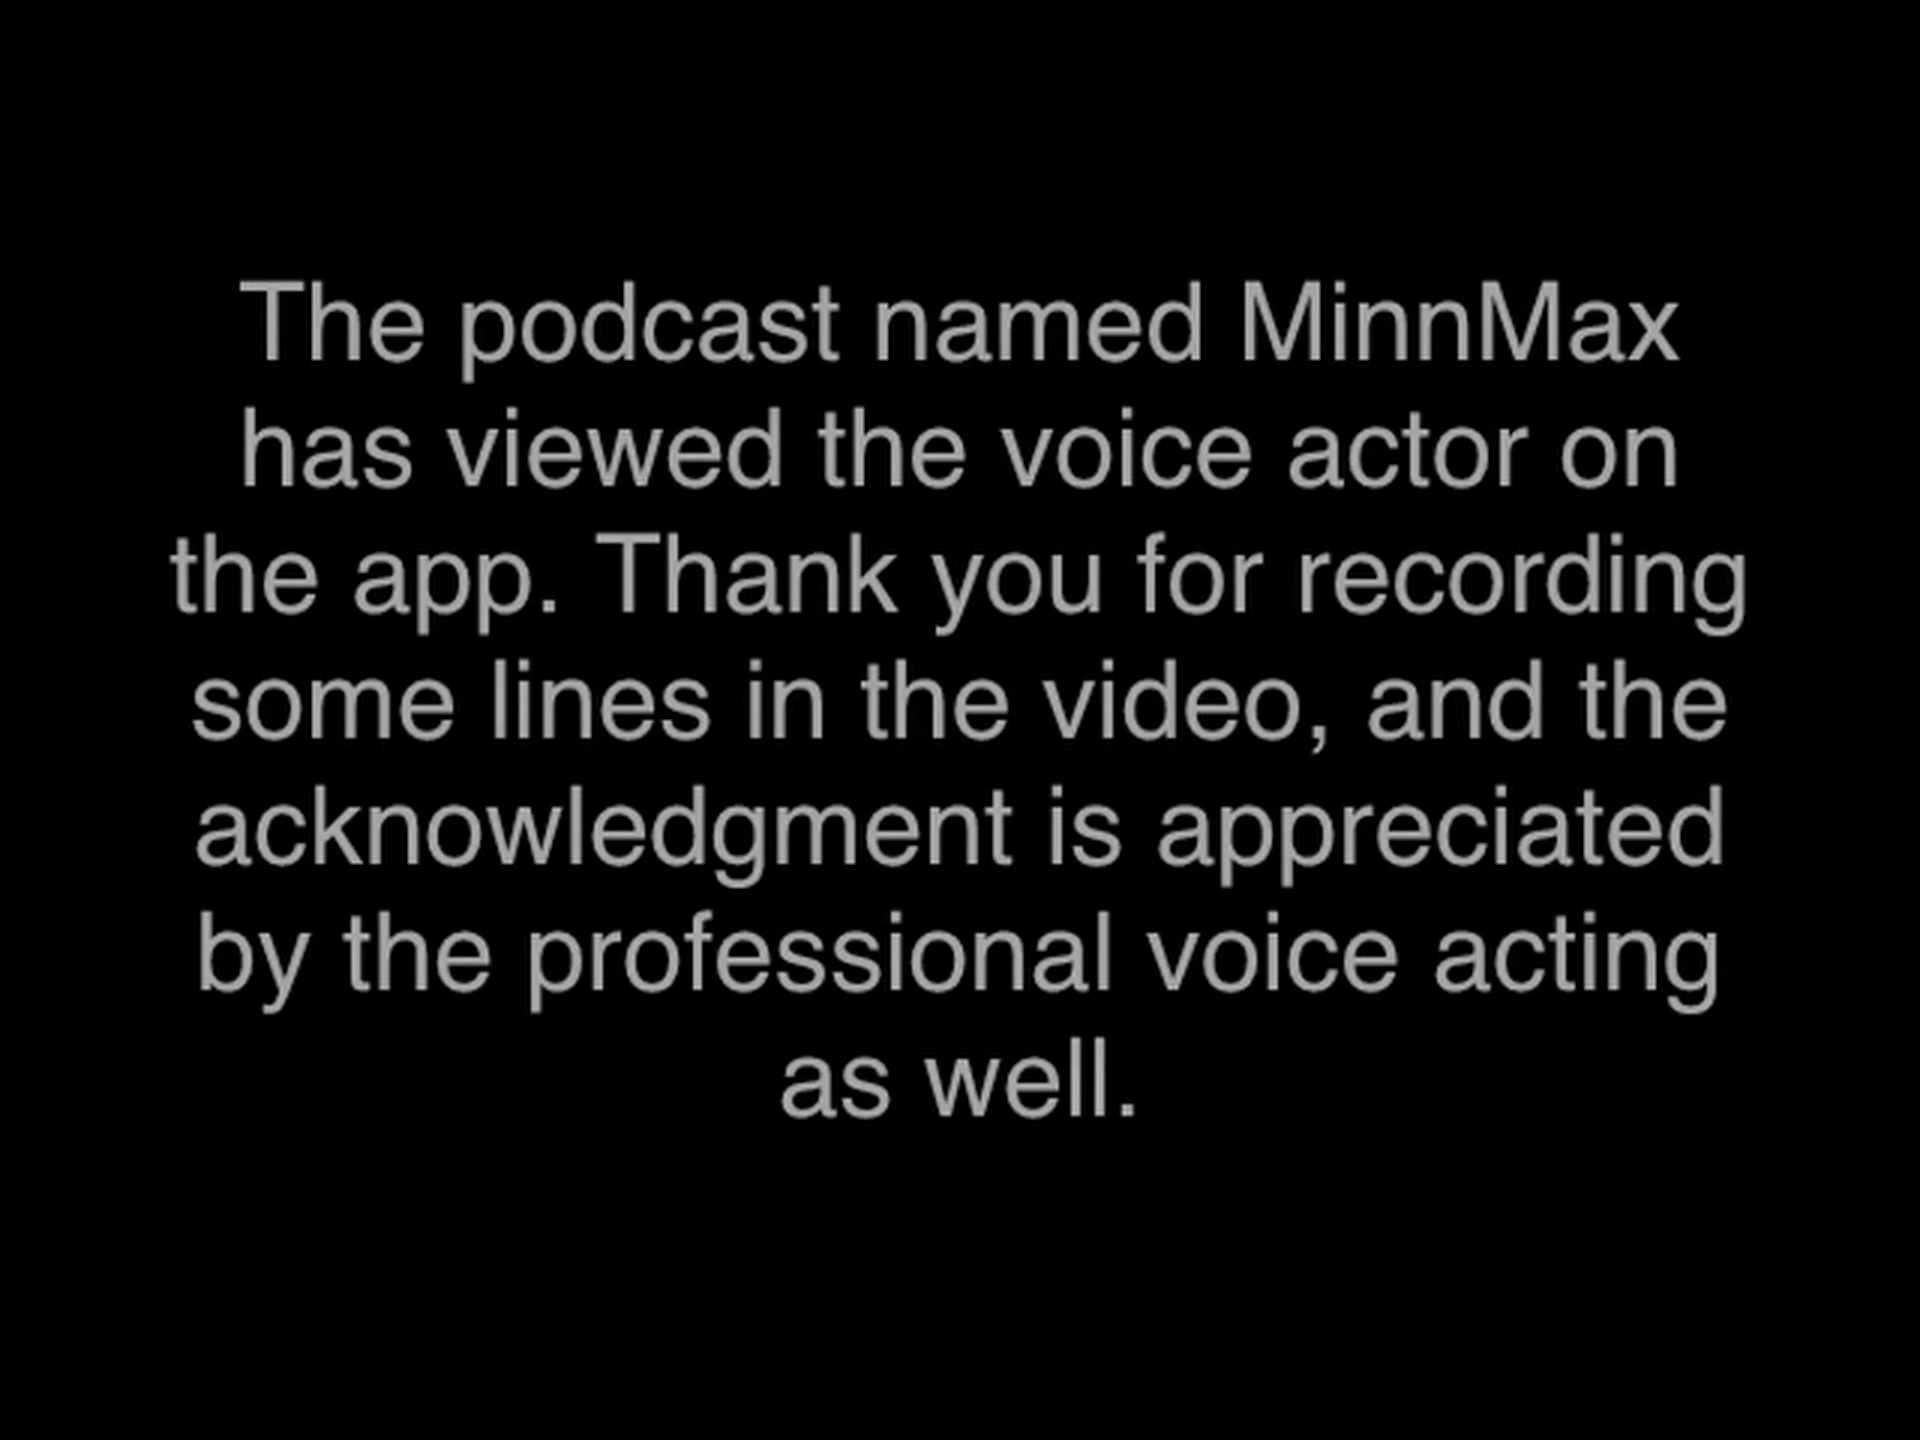 The podcast named MinnMax
has viewed the voice actor on
the app. Thank you for recording
some lines in the video, and the
acknowledgment is appreciated
by the professional voice acting
as well.